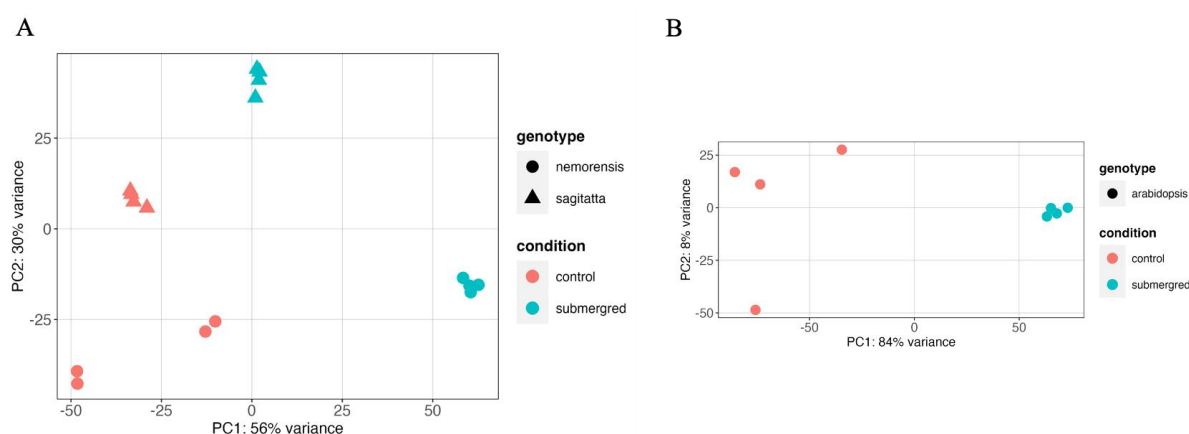 A
PC2: 30% variance
25
0
-25
-50
-25
0
25
50
PC1: 56% variance
genotype
nemorensis
sagitatta
condition
control
submergred
B
PC2: 8% variance
25
0
-25
-50
-50
0
50
PC1: 84% variance
genotype
arabidopsis
condition
control
submergred